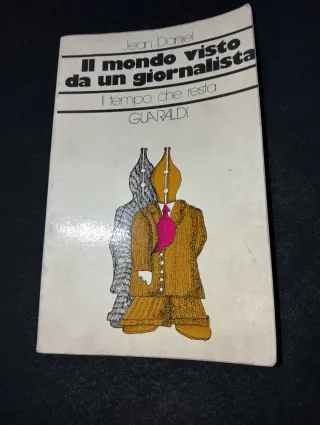 Jean Daniel
Il mondo visto
da un giornalista
Il tempo che resta
GUARALDI